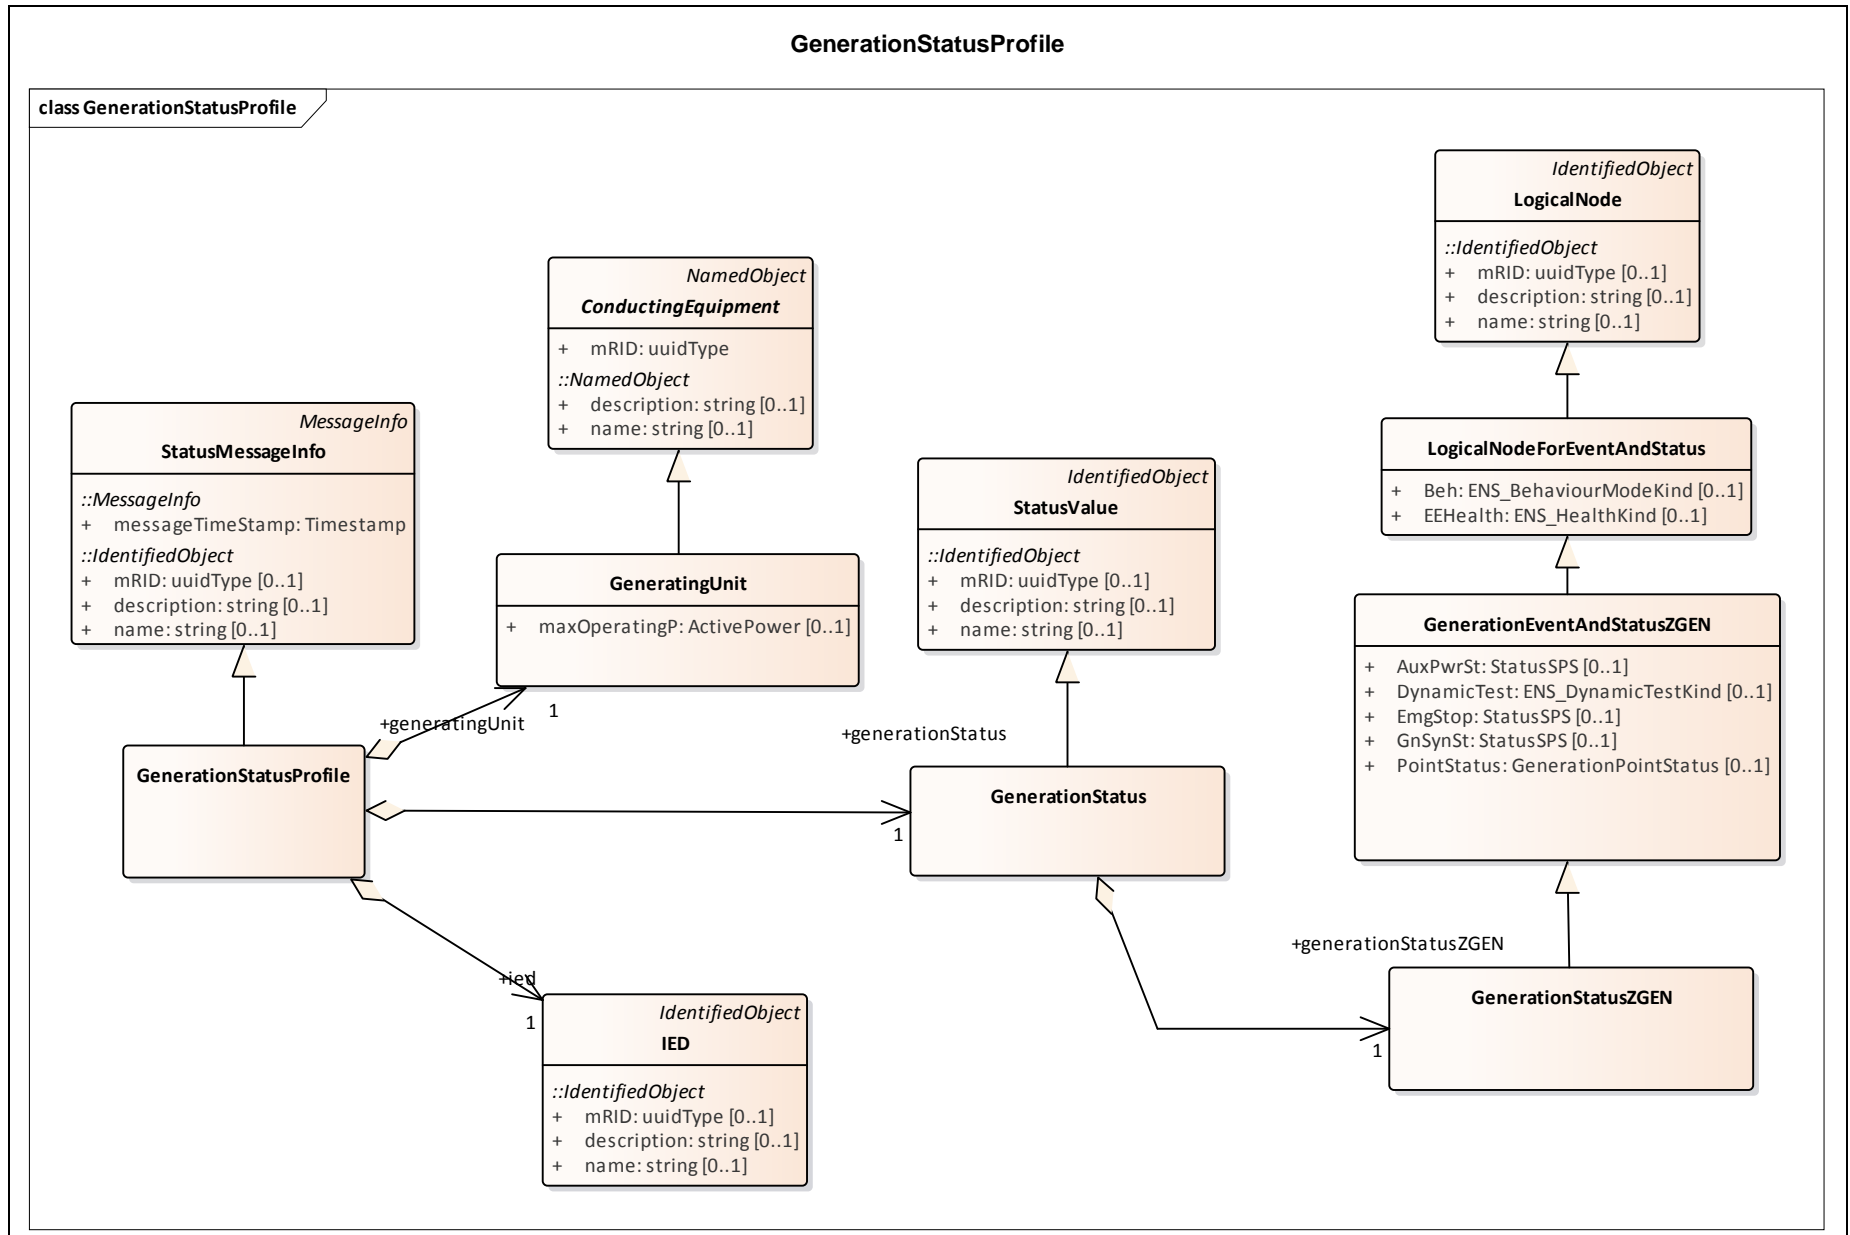 GenerationStatusProfile
class GenerationStatusProfile
IdentifiedObject
LogicalNode
::IdentifiedObject
+ mRID: uuidType [0..1]
+ description: string [0..1]
+ name: string [0..1]
NamedObject
ConductingEquipment
+ mRID: uuidType
::NamedObject
+ description: string [0..1]
+ name: string [0..1]
MessageInfo
StatusMessageInfo
::MessageInfo
+ messageTimeStamp: Timestamp
::IdentifiedObject
+ mRID: uuidType [0..1]
+ description: string [0..1]
+ name: string [0..1]
LogicalNodeForEventAndStatus
+ Beh: ENS_BehaviourModeKind [0..1]
+ EEHealth: ENS_HealthKind [0..1]
IdentifiedObject
StatusValue
::IdentifiedObject
+ mRID: uuidType [0..1]
+ description: string [0..1]
+ name: string [0..1]
GeneratingUnit
+ maxOperatingP: ActivePower [0..1]
GenerationEventAndStatusZGEN
+ AuxPwrSt: StatusSPS [0..1]
+ DynamicTest: ENS_DynamicTestKind [0..1]
+ EmgStop: StatusSPS [0..1]
+ GnSynSt: StatusSPS [0..1]
+ PointStatus: GenerationPointStatus [0..1]
+generatingUnit
1
+generationStatus
GenerationStatusProfile
GenerationStatus
1
+generationStatusZGEN
+ied
1
GenerationStatusZGEN
1
IdentifiedObject
IED
::IdentifiedObject
+ mRID: uuidType [0..1]
+ description: string [0..1]
+ name: string [0..1]